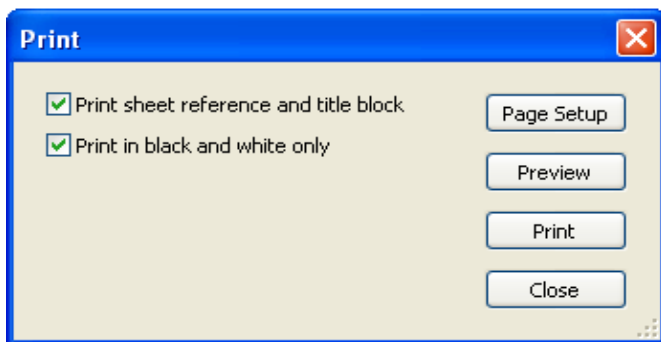 Print
Print sheet reference and title block
Print in black and white only
Page Setup
Preview
Print
Close